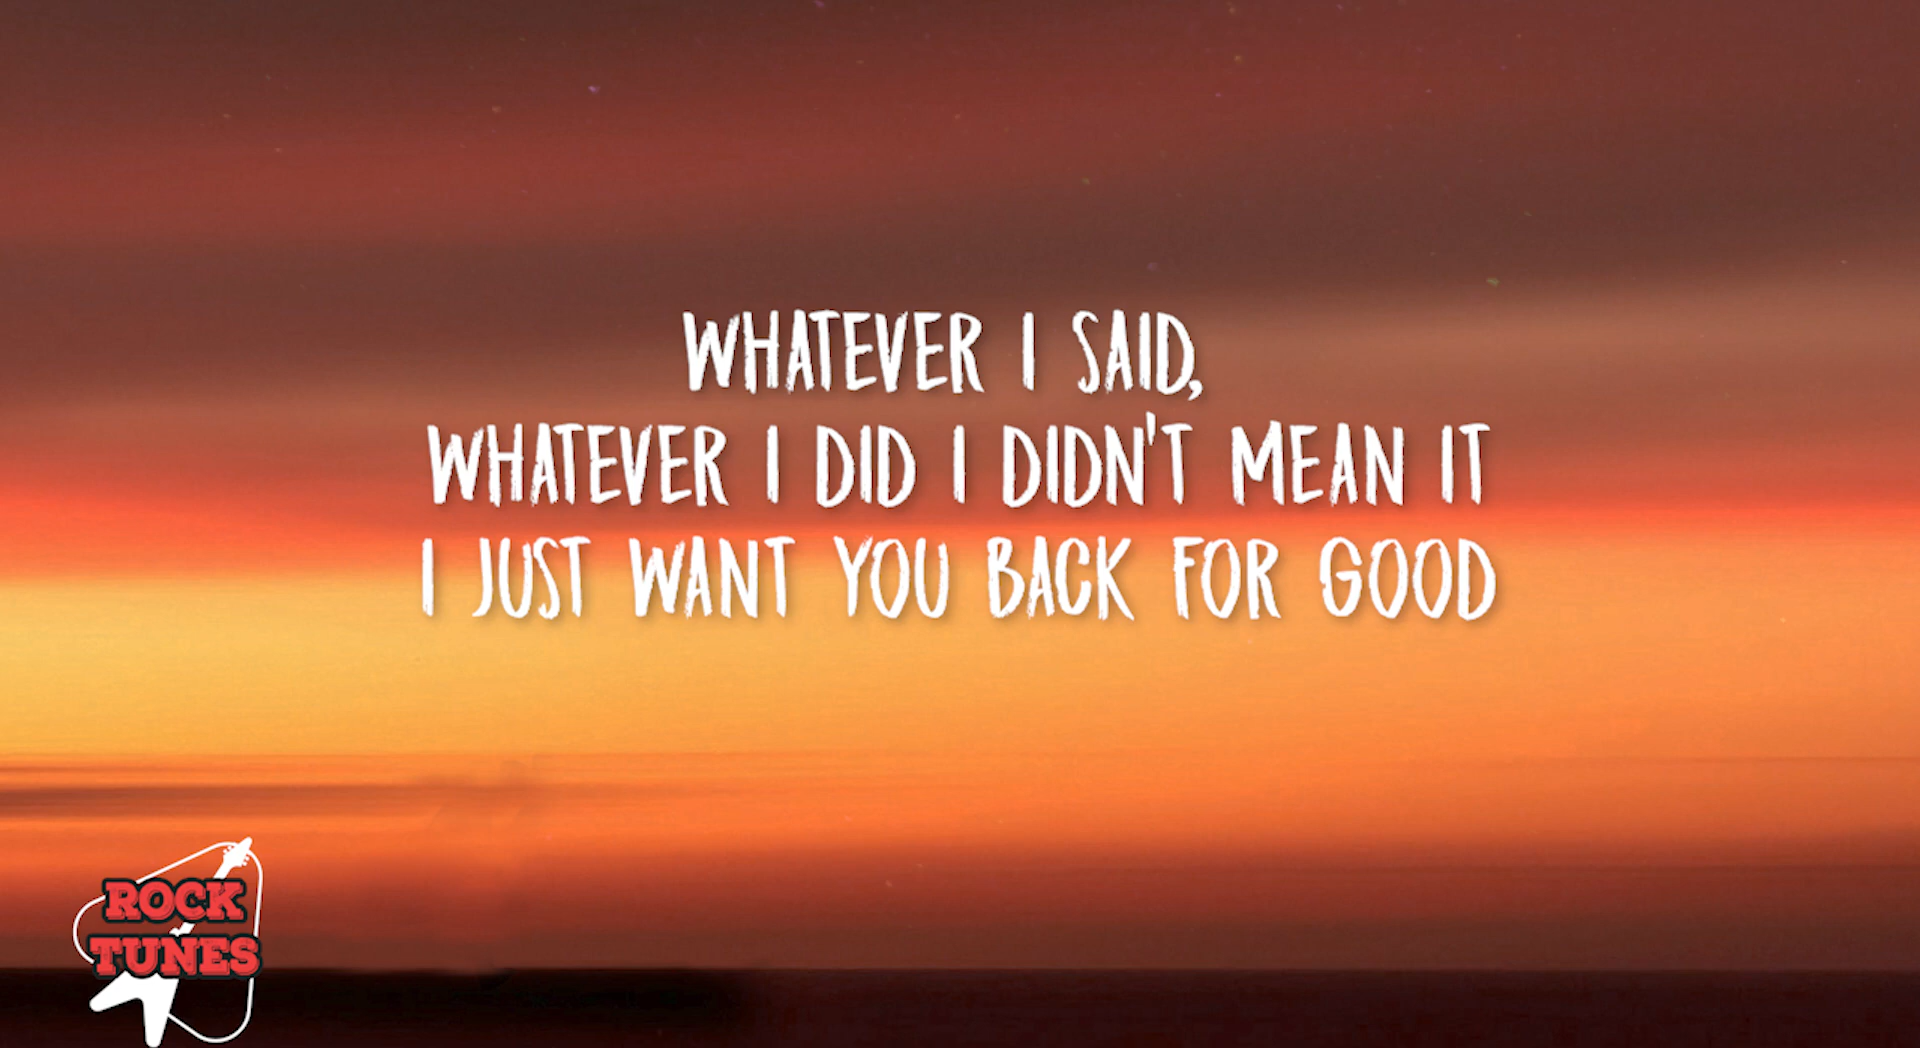 WHATEVER I SAID,
WHATEVER I DID I DIDN'T MEAN IT
I JUST WANT YOU BACK FOR GOOD
ROCK
TUNES